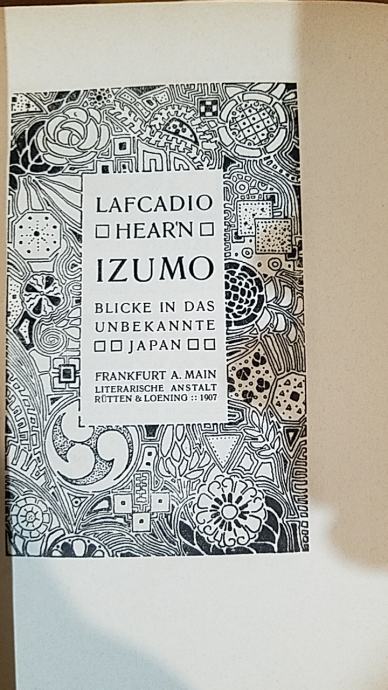 LAFCADIO
□ HEARN □
IZUMO
BLICKE IN DAS
UNBEKANNTE
□ □ JAPAN □ □
FRANKFURT A. MAIN
LITERARISCHE ANSTALT
RÜTTEN & LOENING :: 1907